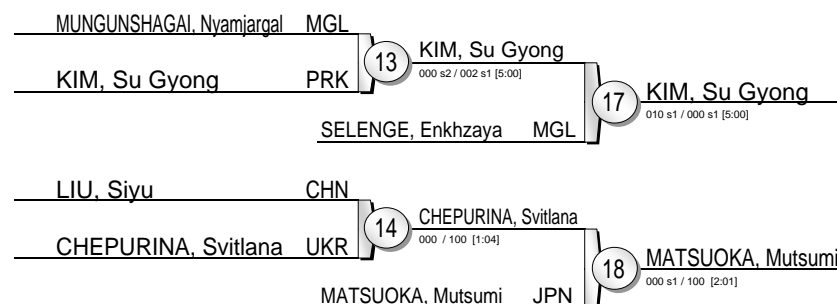 MUNGUNSHAGAI, Nyamjargal MGL
13 KIM, Su Gyong
000 s2 / 002 s1 [5:00]
KIM, Su Gyong PRK
17 KIM, Su Gyong
010 s1 / 000 s1 [5:00]
SELENGE, Enkhzaya MGL
LIU, Siyu CHN
14 CHEPURINA, Svitlana
000 / 100 [1:04]
CHEPURINA, Svitlana UKR
18 MATSUOKA, Mutsumi
000 s1 / 100 [2:01]
MATSUOKA, Mutsumi JPN